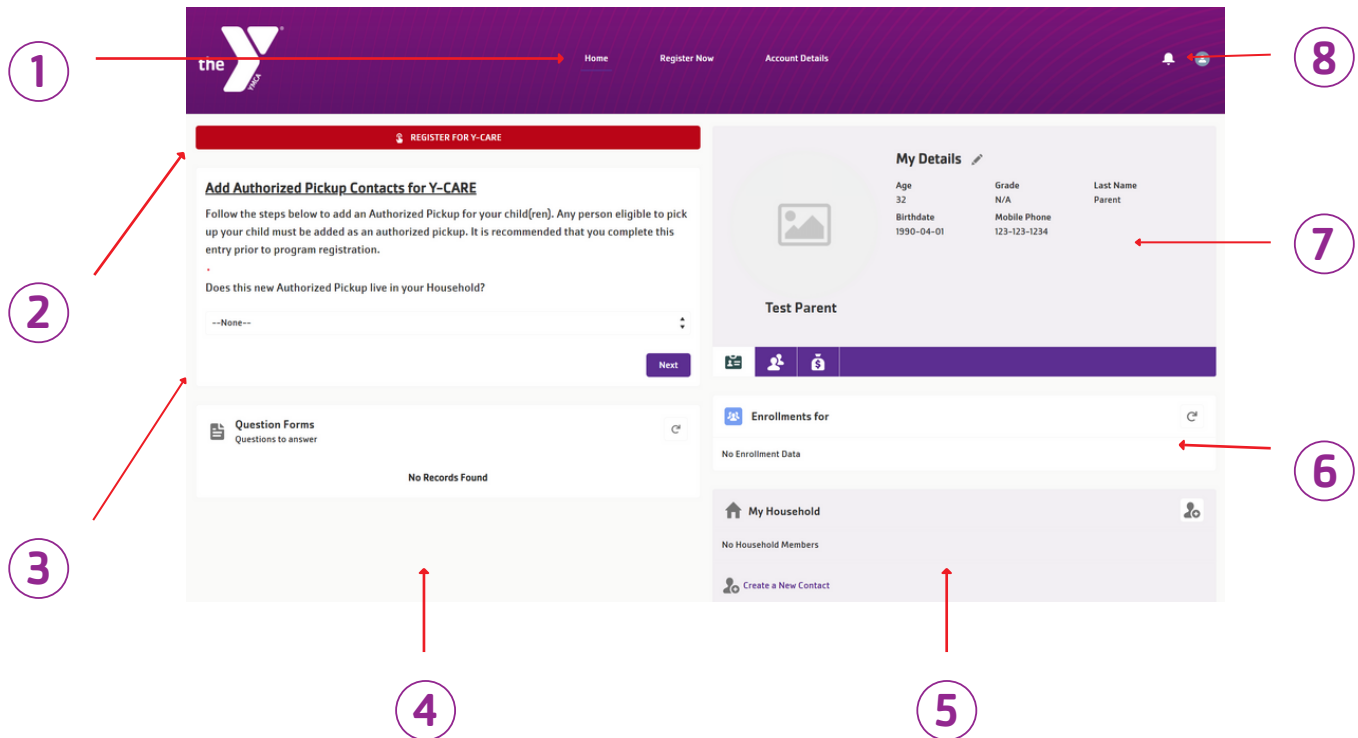 the
YMCA
Home
Register Now
Account Details
1
8
REGISTER FOR Y-CARE
Add Authorized Pickup Contacts for Y-CARE
Follow the steps below to add an Authorized Pickup for your child(ren). Any person eligible to pick
up your child must be added as an authorized pickup. It is recommended that you complete this
entry prior to program registration.
Does this new Authorized Pickup live in your Household?
--None--
Next
2
My Details
Age
Grade
Last Name
32
N/A
Parent
Birthdate
Mobile Phone
1990-04-01
123-123-1234
Test Parent
7
Question Forms
Questions to answer
No Records Found
3
Enrollments for
No Enrollment Data
6
My Household
No Household Members
Create a New Contact
4
5